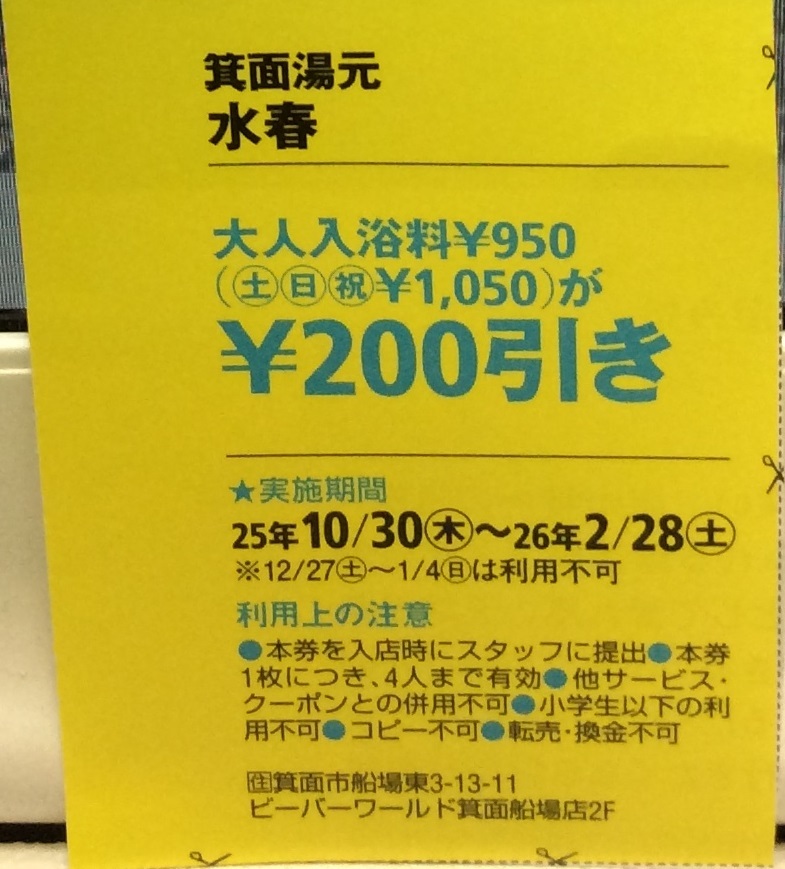 箕面湯元
水春
大人入浴料¥950
(㊏㊐㊗¥1,050)が
¥200引き
★実施期間
25年10/30㊍〜26年2/28㊏
※12/27㊏〜1/4㊐は利用不可
利用上の注意
●本券を入店時にスタッフに提出●本券
1枚につき、4人まで有効●他サービス・
クーポンとの併用不可●小学生以下の利
用不可●コピー不可●転売・換金不可
住箕面市船場東3-13-11
ビーバーワールド箕面船場店2F